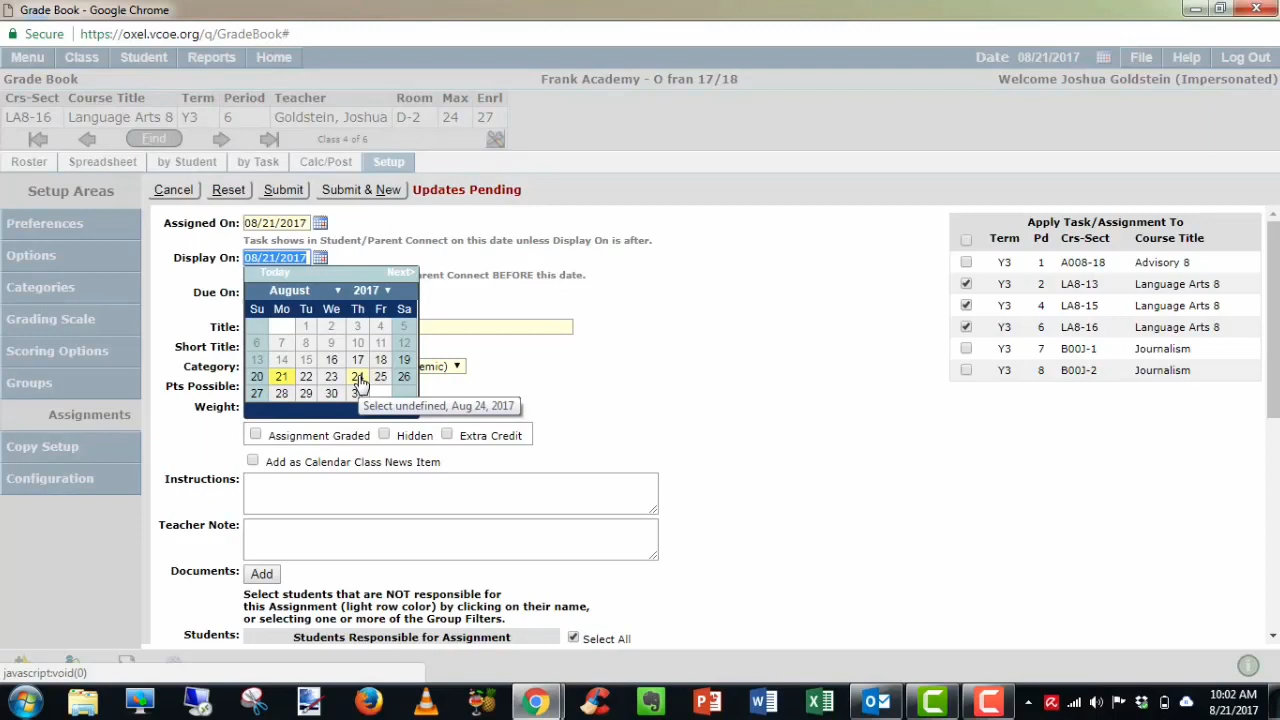 Grade Book - Google Chrome
Secure https://oxel.vcoe.org/q/GradeBook#
Menu Class Student Reports Home Date 08/21/2017 File Help Log Out
Grade Book Frank Academy - O fran 17/18 Welcome Joshua Goldstein (Impersonated)
Crs-Sect Course Title Term Period Teacher Room Max Enrl
LA8-16 Language Arts 8 Y3 6 Goldstein, Joshua D-2 24 27
Find Class 4 of 6
Roster Spreadsheet by Student by Task Calc/Post Setup
Setup Areas
Preferences
Options
Categories
Grading Scale
Scoring Options
Groups
Assignments
Copy Setup
Configuration
Cancel Reset Submit Submit & New Updates Pending
Assigned On: 08/21/2017
Task shows in Student/Parent Connect on this date unless Display On is after.
Display On: 08/21/2017
arent Connect BEFORE this date.
Due On:
Title:
Short Title:
Category: emic)
Pts Possible:
Weight:
Today Next>
August 2017
Su Mo Tu We Th Fr Sa
1 2 3 4 5
6 7 8 9 10 11 12
13 14 15 16 17 18 19
20 21 22 23 24 25 26
27 28 29 30
Select undefined, Aug 24, 2017
Assignment Graded Hidden Extra Credit
Add as Calendar Class News Item
Instructions:
Teacher Note:
Documents: Add
Select students that are NOT responsible for
this Assignment (light row color) by clicking on their name,
or selecting one or more of the Group Filters.
Students: Students Responsible for Assignment Select All
Apply Task/Assignment To
Term Pd Crs-Sect Course Title
Y3 1 A008-18 Advisory 8
Y3 2 LA8-13 Language Arts 8
Y3 4 LA8-15 Language Arts 8
Y3 6 LA8-16 Language Arts 8
Y3 7 B00J-1 Journalism
Y3 8 B00J-2 Journalism
javascript:void(0)
10:02 AM
8/21/2017